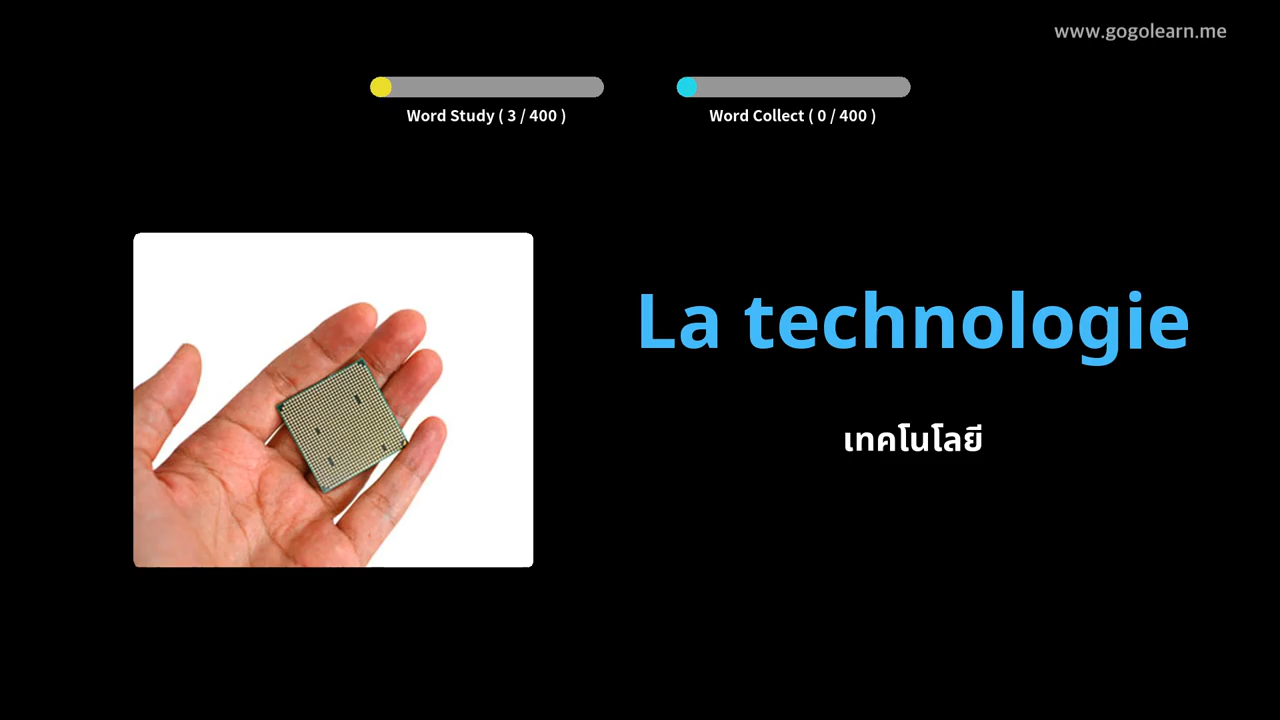 www.gogolearn.me
Word Study ( 3 / 400 )
Word Collect ( 0 / 400 )
La technologie
เทคโนโลยี